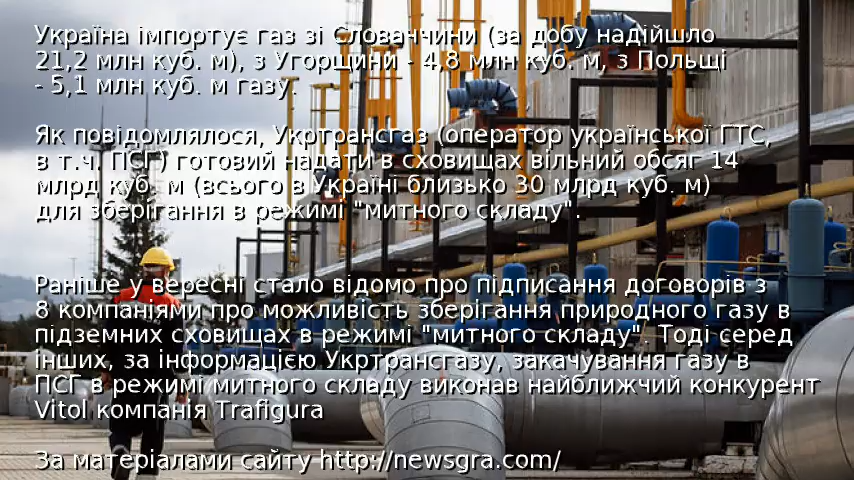 Україна імпортує газ зі Словаччини (за добу надійшло
21,2 млн куб. м), з Угорщини - 4,8 млн куб. м, з Польщі
- 5,1 млн куб. м газу.
Як повідомлялося, Укртрансгаз (оператор української ГТС,
в т.ч. ПСГ) готовий надати в сховищах вільний обсяг 14
млрд куб. м (всього в Україні близько 30 млрд куб. м)
для зберігання в режимі "митного складу".
Раніше у вересні стало відомо про підписання договорів з
8 компаніями про можливість зберігання природного газу в
підземних сховищах в режимі "митного складу". Тоді серед
інших, за інформацією Укртрансгазу, закачування газу в
ПСГ в режимі митного складу виконав найближчий конкурент
Vitol компанія Trafigura
За матеріалами сайту http://newsgra.com/